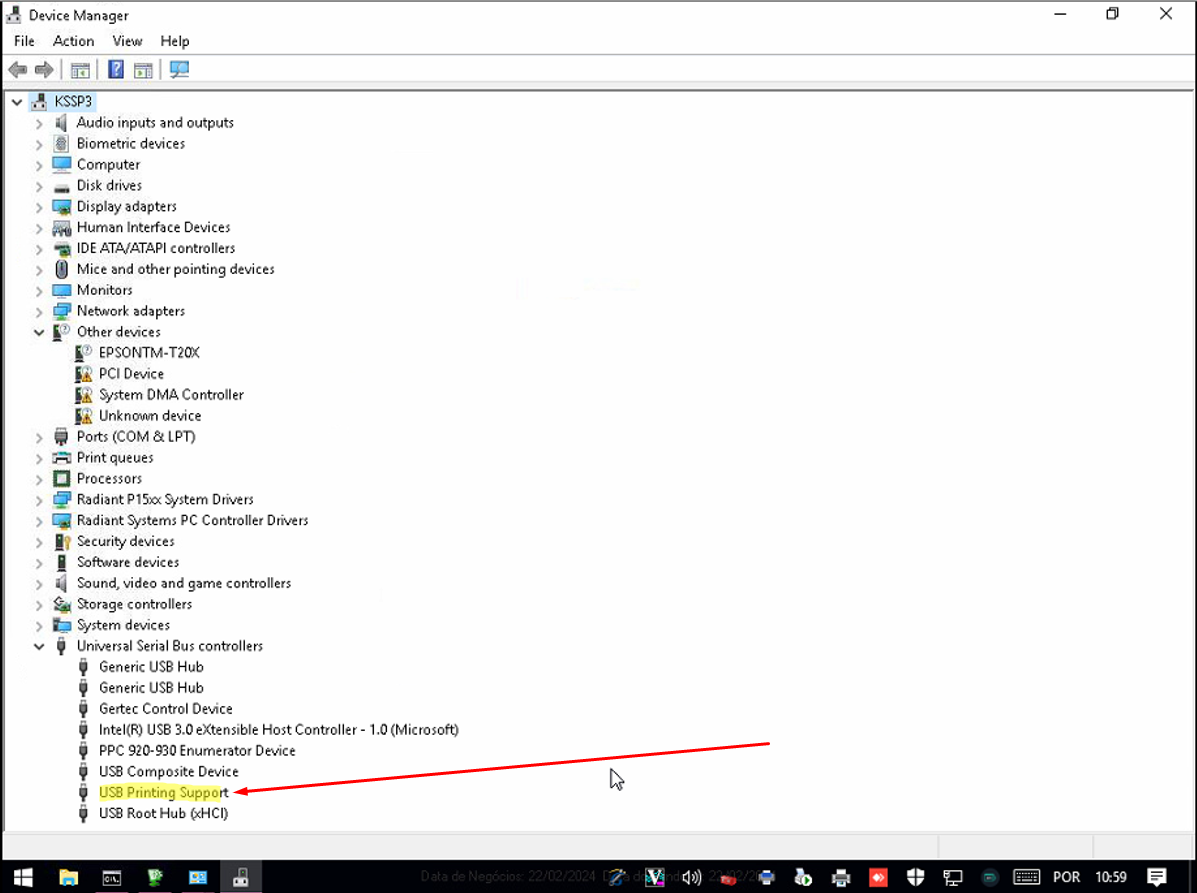 Device Manager
File Action View Help
KSSP3
Audio inputs and outputs
Biometric devices
Computer
Disk drives
Display adapters
Human Interface Devices
IDE ATA/ATAPI controllers
Mice and other pointing devices
Monitors
Network adapters
Other devices
EPSONTM-T20X
PCI Device
System DMA Controller
Unknown device
Ports (COM & LPT)
Print queues
Processors
Radiant P15xx System Drivers
Radiant Systems PC Controller Drivers
Security devices
Software devices
Sound, video and game controllers
Storage controllers
System devices
Universal Serial Bus controllers
Generic USB Hub
Generic USB Hub
Gertec Control Device
Intel(R) USB 3.0 eXtensible Host Controller - 1.0 (Microsoft)
PPC 920-930 Enumerator Device
USB Composite Device
USB Printing Support
USB Root Hub (xHCI)
Data de Negócios: 22/02/2024 POR 10:59